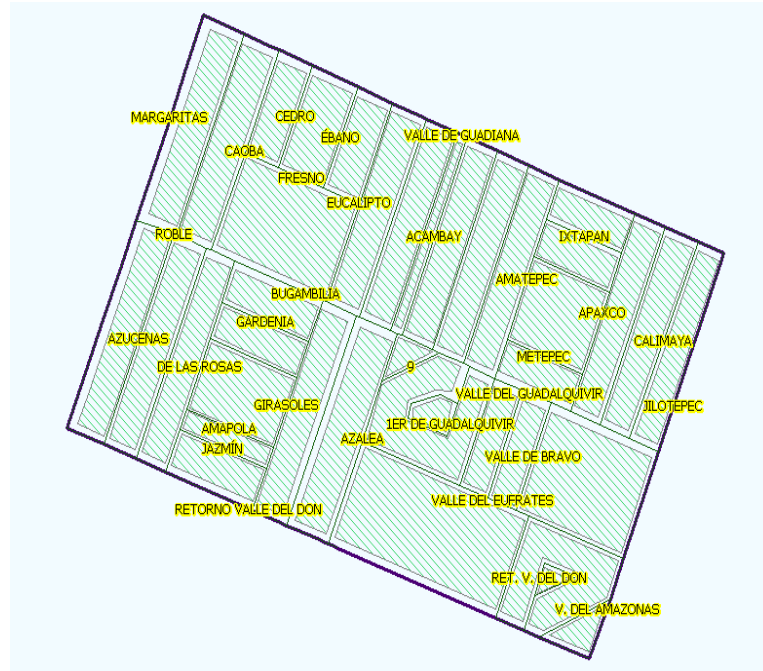 CEDRO
MARGARITAS
ÉBANO
VALLE DE GUADIANA
CAOBA
FRESNO
EUCALIPTO
ROBLE
ACAMBAY
IXTAPAN
AMATEPEC
BUGAMBILIA
APAXCO
GARDENIA
AZUCENAS
CALIMAYA
METEPEC
DE LAS ROSAS
9
VALLE DEL GUADALQUIVIR
GIRASOLES
JILOTEPEC
1ER DE GUADALQUIVIR
AMAPOLA
AZALEA
JAZMÍN
VALLE DE BRAVO
VALLE DEL EUFRATES
RETORNO VALLE DEL DON
RET. V. DEL DON
V. DEL AMAZONAS